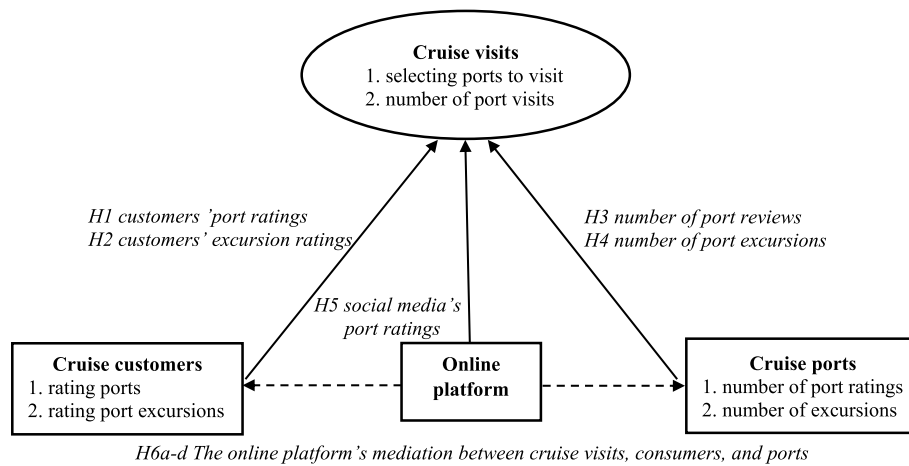 Cruise visits
1. selecting ports to visit
2. number of port visits
H1 customers 'port ratings
H2 customers' excursion ratings
H3 number of port reviews
H4 number of port excursions
H5 social media's
port ratings
Cruise customers
1. rating ports
2. rating port excursions
Online
platform
Cruise ports
1. number of port ratings
2. number of excursions
H6a-d The online platform's mediation between cruise visits, consumers, and ports